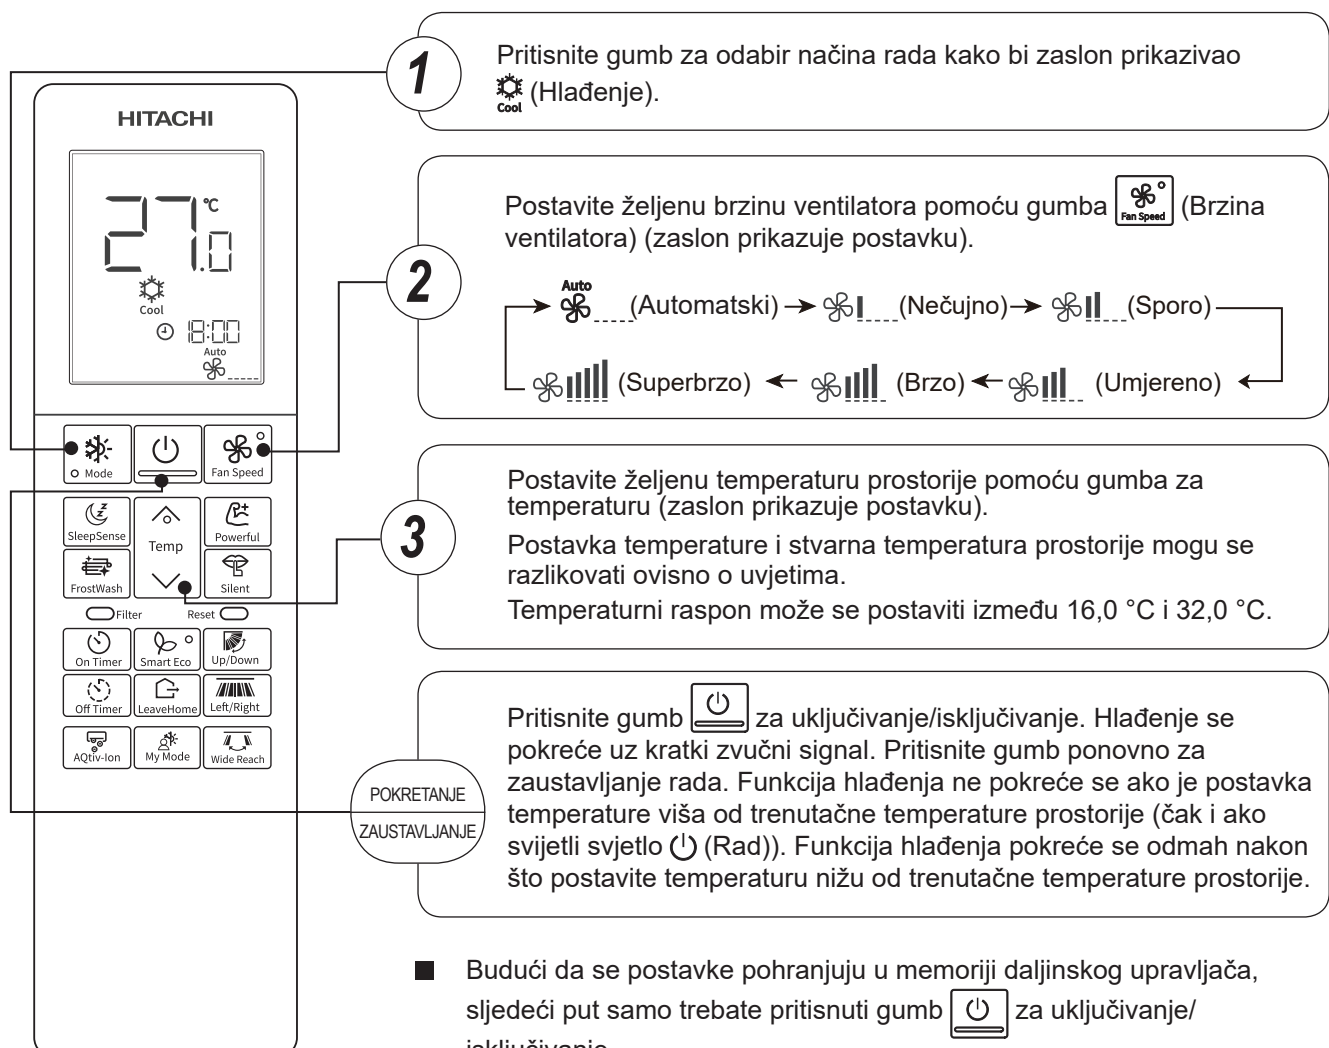 1
Pritisnite gumb za odabir načina rada kako bi zaslon prikazivao
Cool (Hlađenje).
HITACHI
27.0 °C
Cool
18:00
Auto
2
Postavite željenu brzinu ventilatora pomoću gumba Fan Speed (Brzina
ventilatora) (zaslon prikazuje postavku).
Auto (Automatski) (Nečujno) (Sporo)
(Superbrzo) (Brzo) (Umjereno)
Mode Fan Speed
SleepSense Temp Powerful
FrostWash Silent
Filter Reset
On Timer Smart Eco Up/Down
Off Timer LeaveHome Left/Right
AQtiv-Ion My Mode Wide Reach
3
Postavite željenu temperaturu prostorije pomoću gumba za
temperaturu (zaslon prikazuje postavku).
Postavka temperature i stvarna temperatura prostorije mogu se
razlikovati ovisno o uvjetima.
Temperaturni raspon može se postaviti između 16,0 °C i 32,0 °C.
POKRETANJE
ZAUSTAVLJANJE
Pritisnite gumb za uključivanje/isključivanje. Hlađenje se
pokreće uz kratki zvučni signal. Pritisnite gumb ponovno za
zaustavljanje rada. Funkcija hlađenja ne pokreće se ako je postavka
temperature viša od trenutačne temperature prostorije (čak i ako
svijetli svjetlo (Rad)). Funkcija hlađenja pokreće se odmah nakon
što postavite temperaturu nižu od trenutačne temperature prostorije.
■ Budući da se postavke pohranjuju u memoriji daljinskog upravljača,
sljedeći put samo trebate pritisnuti gumb za uključivanje/
isključivanje